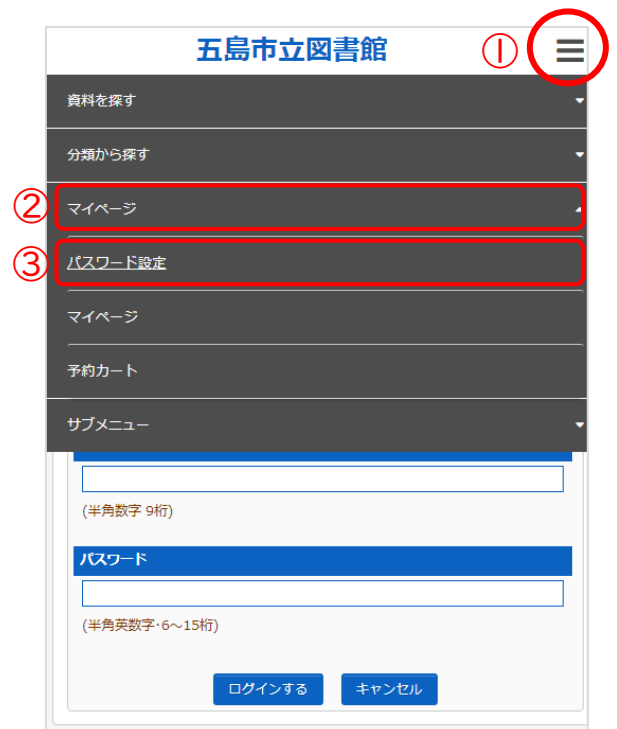 五島市立図書館
①
資料を探す
分類から探す
②
マイページ
③
パスワード設定
マイページ
予約カート
サブメニュー
(半角数字 9桁)
パスワード
(半角英数字・6～15桁)
ログインする
キャンセル